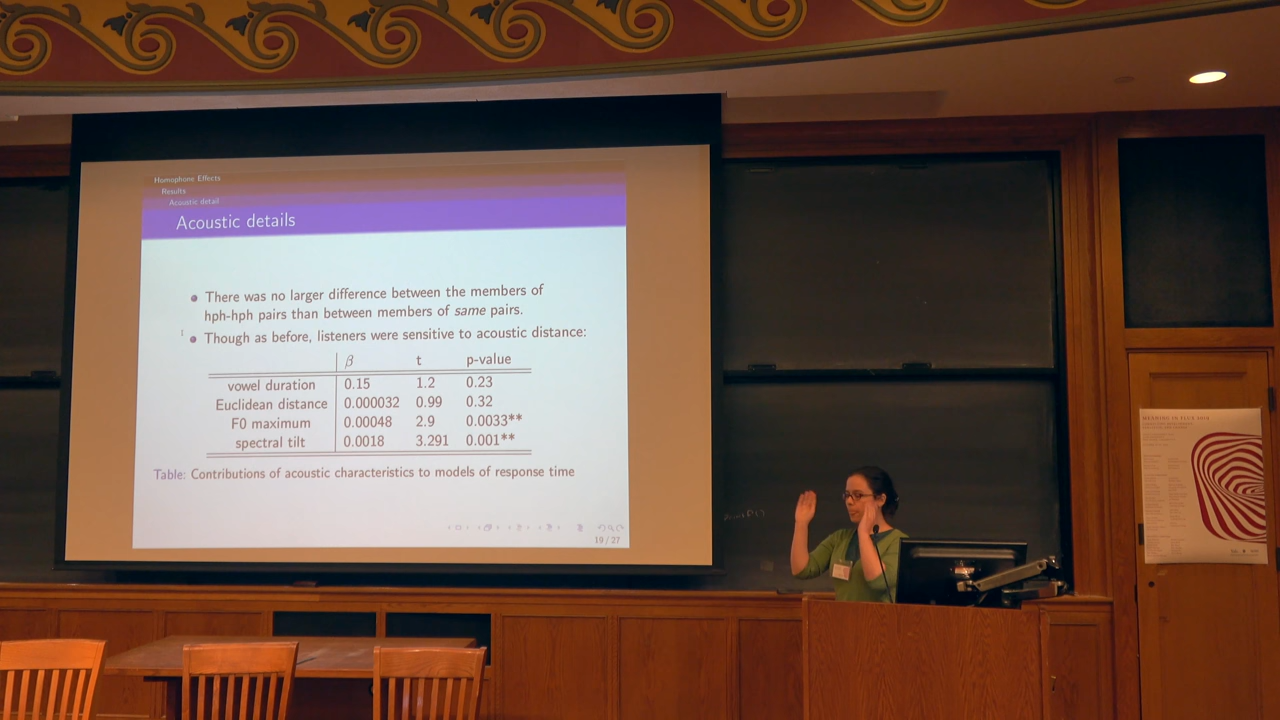 Homophone Effects
Results
Acoustic detail
Acoustic details
There was no larger difference between the members of
hph-hph pairs than between members of same pairs.
1
Though as before, listeners were sensitive to acoustic distance:
β t p-value
vowel duration 0.15 1.2 0.23
Euclidean distance 0.000032 0.99 0.32
F0 maximum 0.00048 2.9 0.0033**
spectral tilt 0.0018 3.291 0.001**
Table: Contributions of acoustic characteristics to models of response time
19 / 27
MEANING IN FLUX